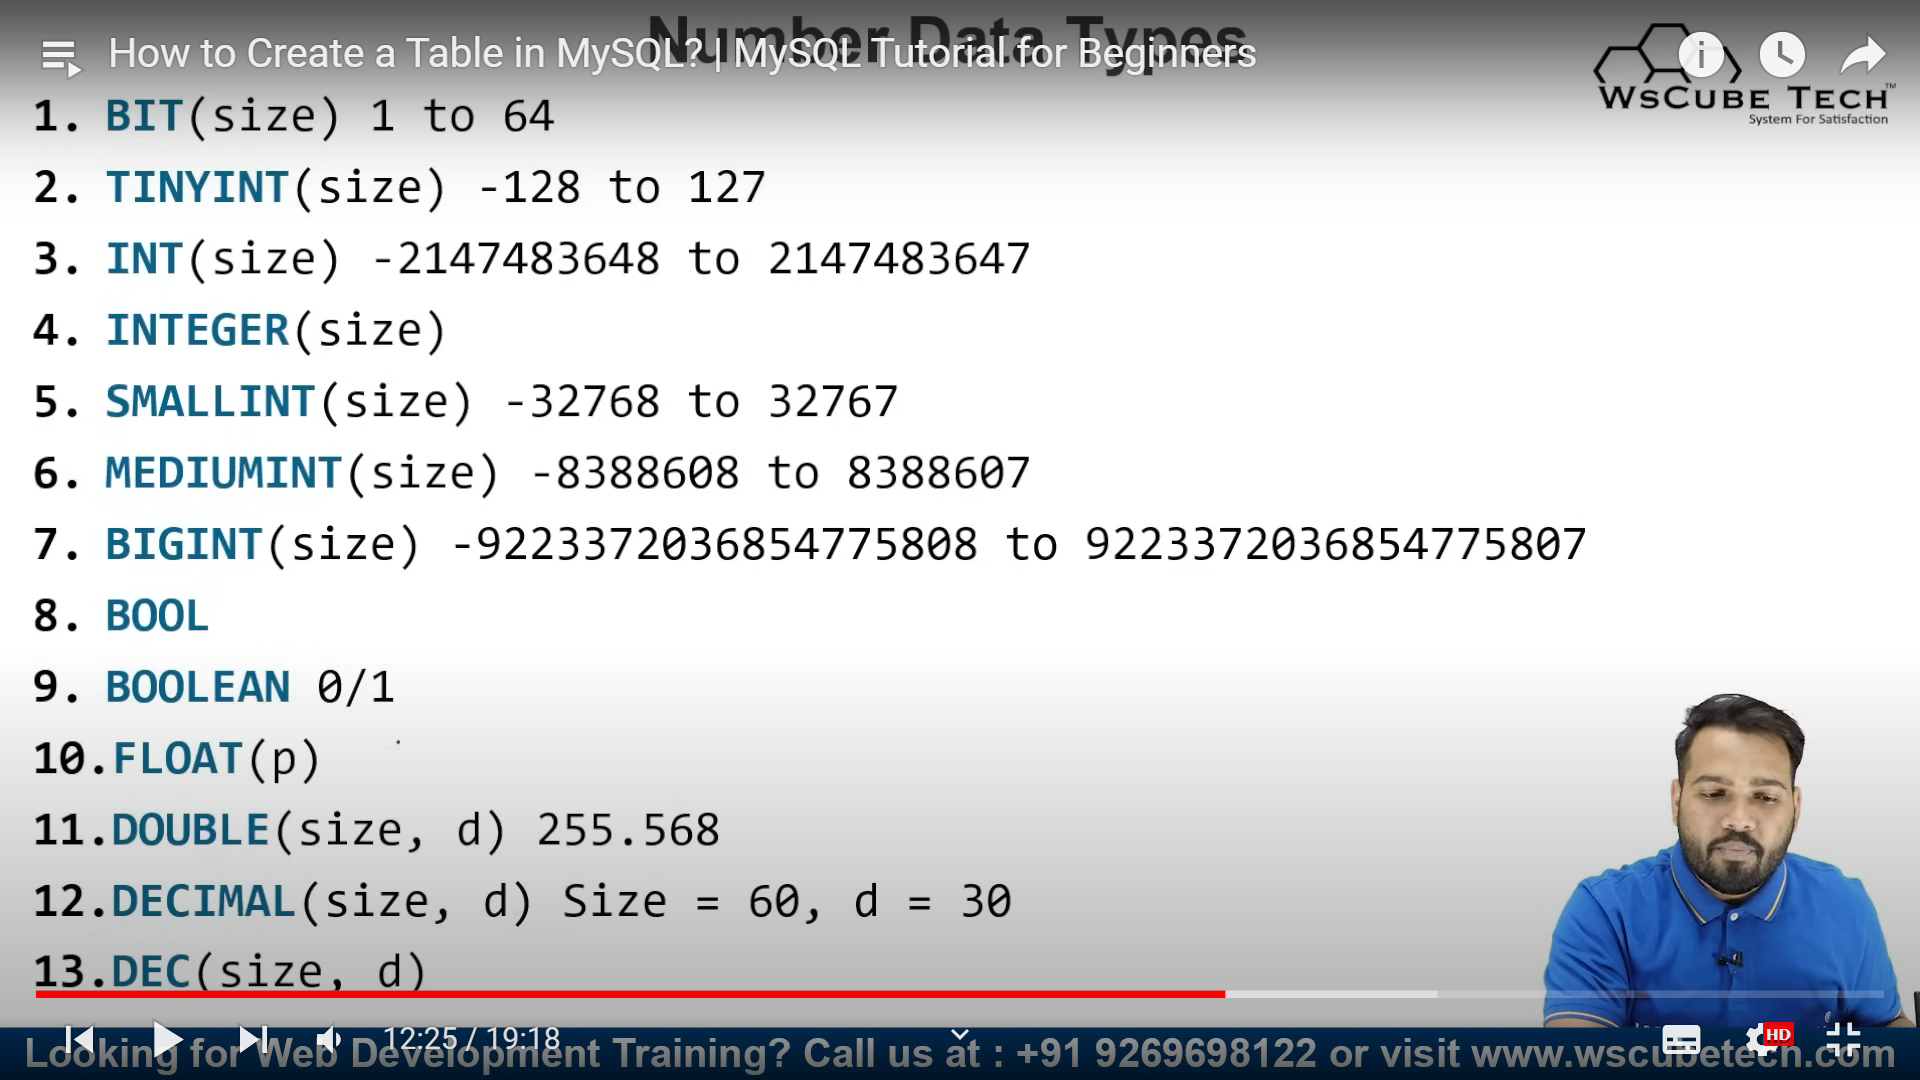 Number Data Types
How to Create a Table in MySQL? | MySQL Tutorial for Beginners
WSCUBE TECH™
System For Satisfaction
1. BIT(size) 1 to 64
2. TINYINT(size) -128 to 127
3. INT(size) -2147483648 to 2147483647
4. INTEGER(size)
5. SMALLINT(size) -32768 to 32767
6. MEDIUMINT(size) -8388608 to 8388607
7. BIGINT(size) -9223372036854775808 to 9223372036854775807
8. BOOL
9. BOOLEAN 0/1
10.FLOAT(p)
11.DOUBLE(size, d) 255.568
12.DECIMAL(size, d) Size = 60, d = 30
13.DEC(size, d)
12:25 / 19:18
HD
Looking for Web Development Training? Call us at : +91 9269698122 or visit www.wscubetech.com